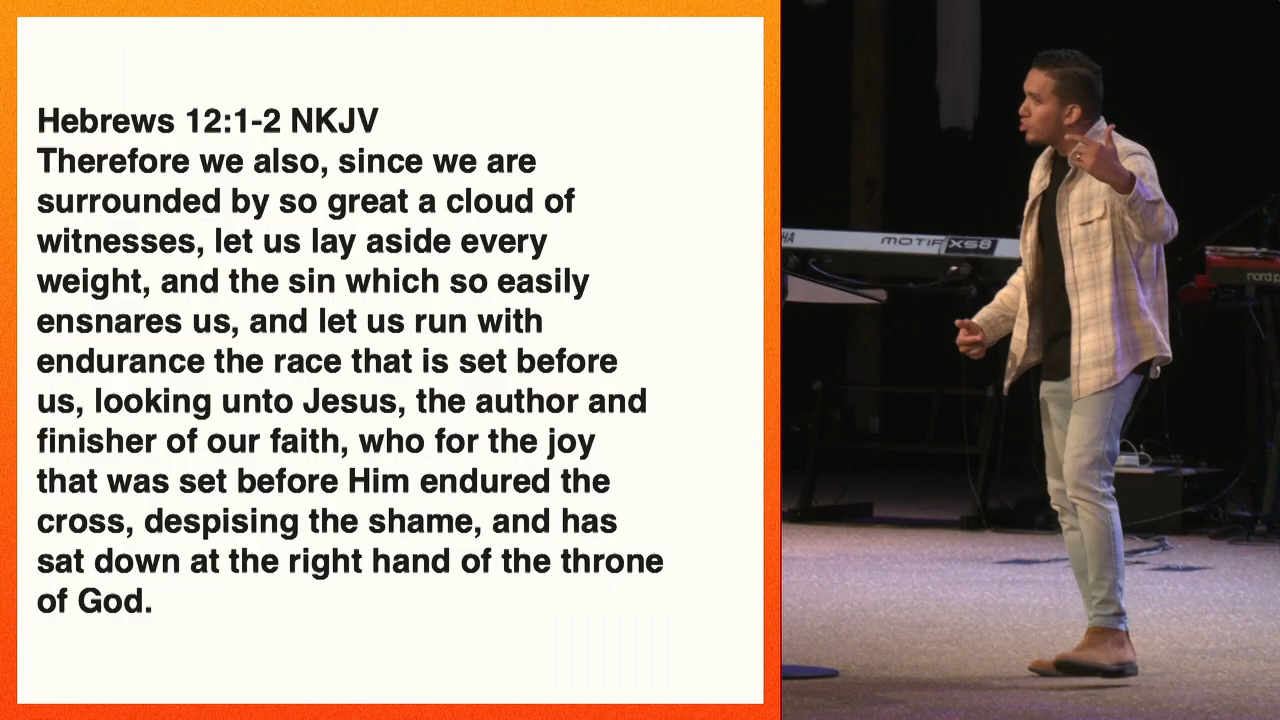 Hebrews 12:1-2 NKJV
Therefore we also, since we are
surrounded by so great a cloud of
witnesses, let us lay aside every
weight, and the sin which so easily
ensnares us, and let us run with
endurance the race that is set before
us, looking unto Jesus, the author and
finisher of our faith, who for the joy
that was set before Him endured the
cross, despising the shame, and has
sat down at the right hand of the throne
of God.
HA MOTIF XS8
nord